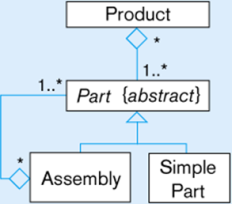 Product
*
1..*
1..*
Part {abstract}
*
Assembly
Simple
Part